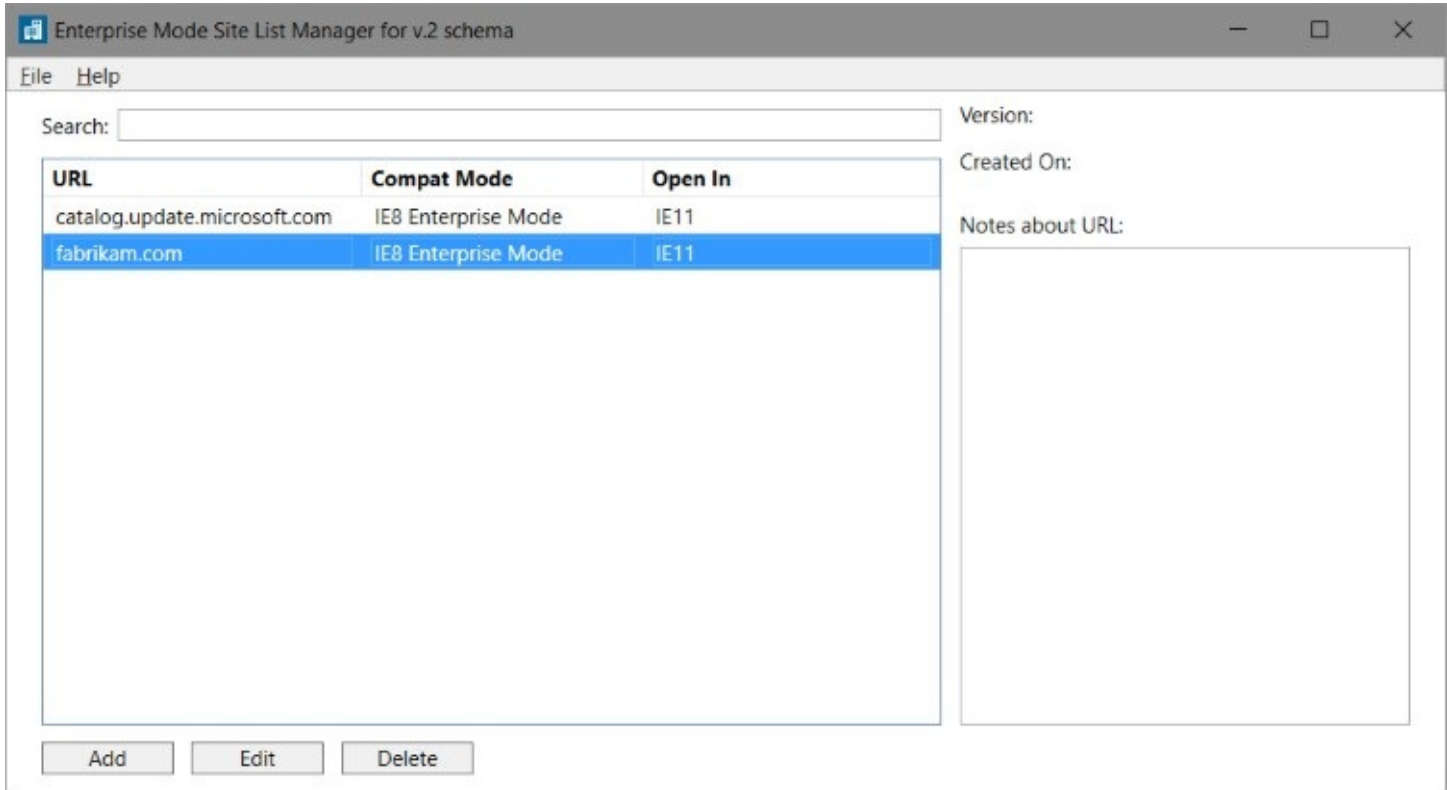 Enterprise Mode Site List Manager for v.2 schema
File Help
Search:
URL Compat Mode Open In
catalog.update.microsoft.com IE8 Enterprise Mode IE11
fabrikam.com IE8 Enterprise Mode IE11
Version:
Created On:
Notes about URL:
Add Edit Delete